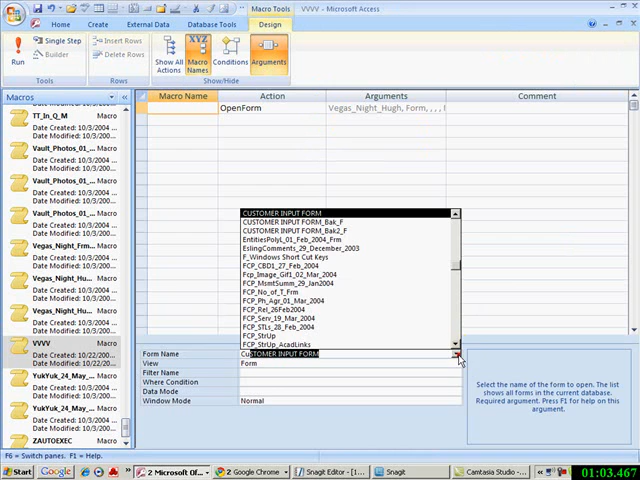 Macro Tools
VVVV - Microsoft Access
Home
Create
External Data
Database Tools
Design
Run
Single Step
Builder
Tools
Insert Rows
Delete Rows
Rows
Show All Actions
Macro Names
Conditions
Arguments
Show/Hide
Macros
TT_In_Q_M Macro
Date Created: 10/3/2004 ...
Date Modified: 10/3/200...
Vault_Photos_01_... Macro
Date Created: 10/3/2004 ...
Date Modified: 10/3/200...
Vault_Photos_01_... Macro
Date Created: 10/3/2004 ...
Date Modified: 10/3/200...
Vault_Photos_01_... Macro
Date Created: 10/3/2004 ...
Date Modified: 10/3/200...
Vegas_Night_Frm... Macro
Date Created: 10/3/2004 ...
Date Modified: 10/3/200...
Vegas_Night_Hu... Macro
Date Created: 10/3/2004 ...
Date Modified: 10/3/200...
Vegas_Night_Hu... Macro
Date Created: 10/3/2004 ...
Date Modified: 10/3/200...
VVVV Macro
Date Created: 10/22/200...
Date Modified: 10/22/20...
YukYuk_24_May_... Macro
Date Created: 10/3/2004 ...
Date Modified: 10/3/200...
YukYuk_24_May_... Macro
Date Created: 10/3/2004 ...
Date Modified: 10/3/200...
ZAUTOEXEC Macro
Macro Name
Action
Arguments
Comment
OpenForm
Vegas_Night_Hugh, Form, , , ,
CUSTOMER INPUT FORM
CUSTOMER INPUT FORM_Bak_F
CUSTOMER INPUT FORM_Bak2_F
EntitiesPolyL_01_Feb_2004_Frm
EslingComments_29_December_2003
F_Windows Short Cut Keys
FCP_CBD1_27_Feb_2004
Fcp_Image_Gif1_02_Mar_2004
FCP_MsmtSumm_29_Jan2004
FCP_No_of_T_Frm
FCP_Ph_Agr_01_Mar_2004
FCP_Rel_26Feb2004
FCP_Serv_19_Mar_2004
FCP_STLs_28_Feb_2004
FCP_StrUp
FCP_StrUp_AcadLinks
Form Name CuSTOMER INPUT FORM
View Form
Filter Name
Where Condition
Data Mode
Window Mode Normal
Select the name of the form to open. The list
shows all forms in the current database.
Required argument. Press F1 for help on this
argument.
F6 = Switch panes. F1 = Help.
Start
2 Microsoft Of...
Google
2 Google Chrome
Snagit Editor - [...
Snagit
Camtasia Studio -...
01:03.467